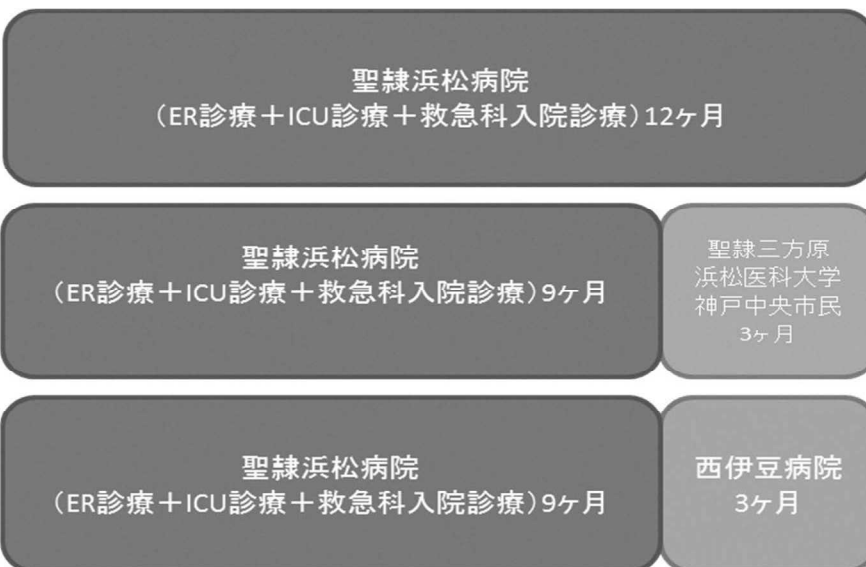 聖隷浜松病院
（ER診療＋ICU診療＋救急科入院診療）12ヶ月
聖隷浜松病院
（ER診療＋ICU診療＋救急科入院診療）9ヶ月
聖隷三方原
浜松医科大学
神戸中央市民
3ヶ月
聖隷浜松病院
（ER診療＋ICU診療＋救急科入院診療）9ヶ月
西伊豆病院
3ヶ月